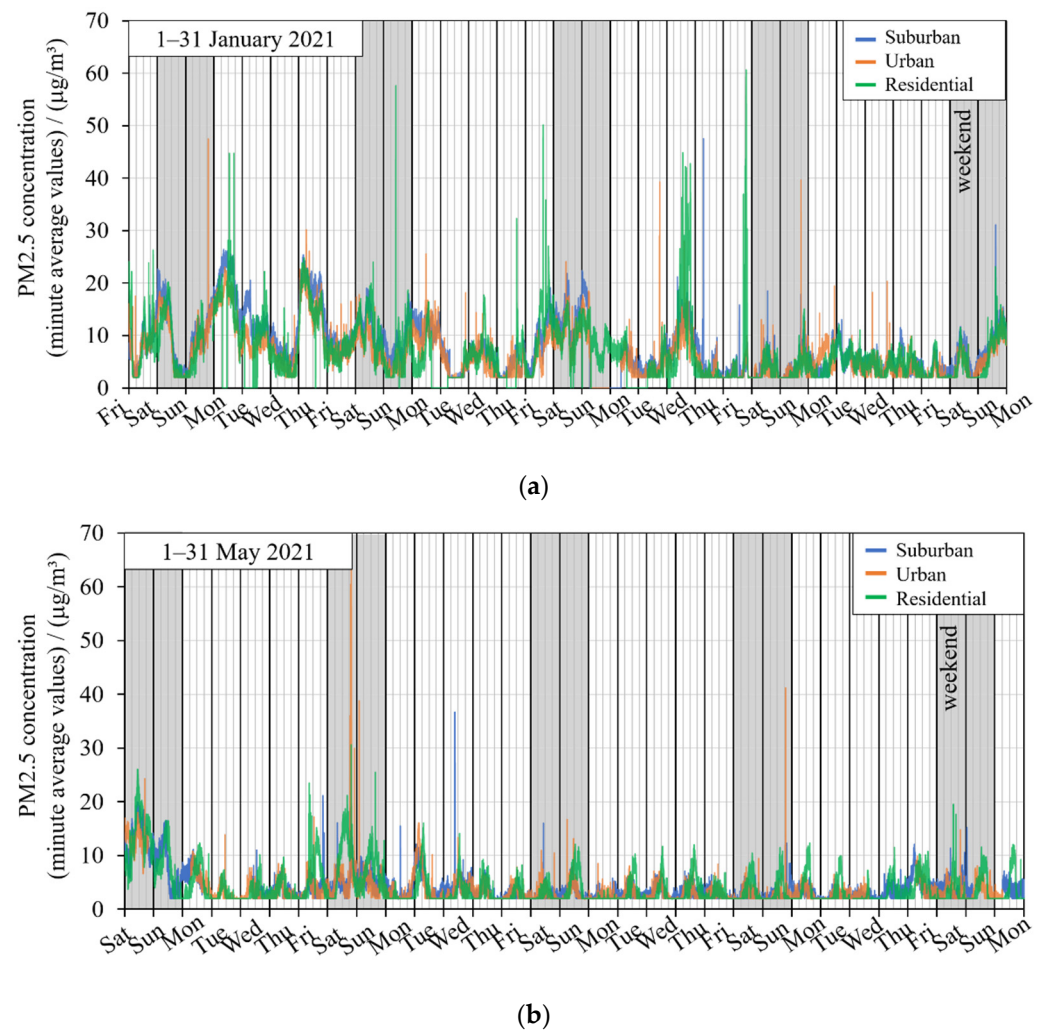 PM2.5 concentration
(minute average values) / (μg/m³)
70
60
50
40
30
20
10
0
1–31 January 2021
Suburban
Urban
Residential
weekend
Fri Sat Sun Mon Tue Wed Thu Fri Sat Sun Mon Tue Wed Thu Fri Sat Sun Mon Tue Wed Thu Fri Sat Sun Mon Tue Wed Thu Fri Sat Sun Mon
(a)
PM2.5 concentration
(minute average values) / (μg/m³)
70
60
50
40
30
20
10
0
1–31 May 2021
Suburban
Urban
Residential
weekend
Sat Sun Mon Tue Wed Thu Fri Sat Sun Mon Tue Wed Thu Fri Sat Sun Mon Tue Wed Thu Fri Sat Sun Mon Tue Wed Thu Fri Sat Sun Mon
(b)